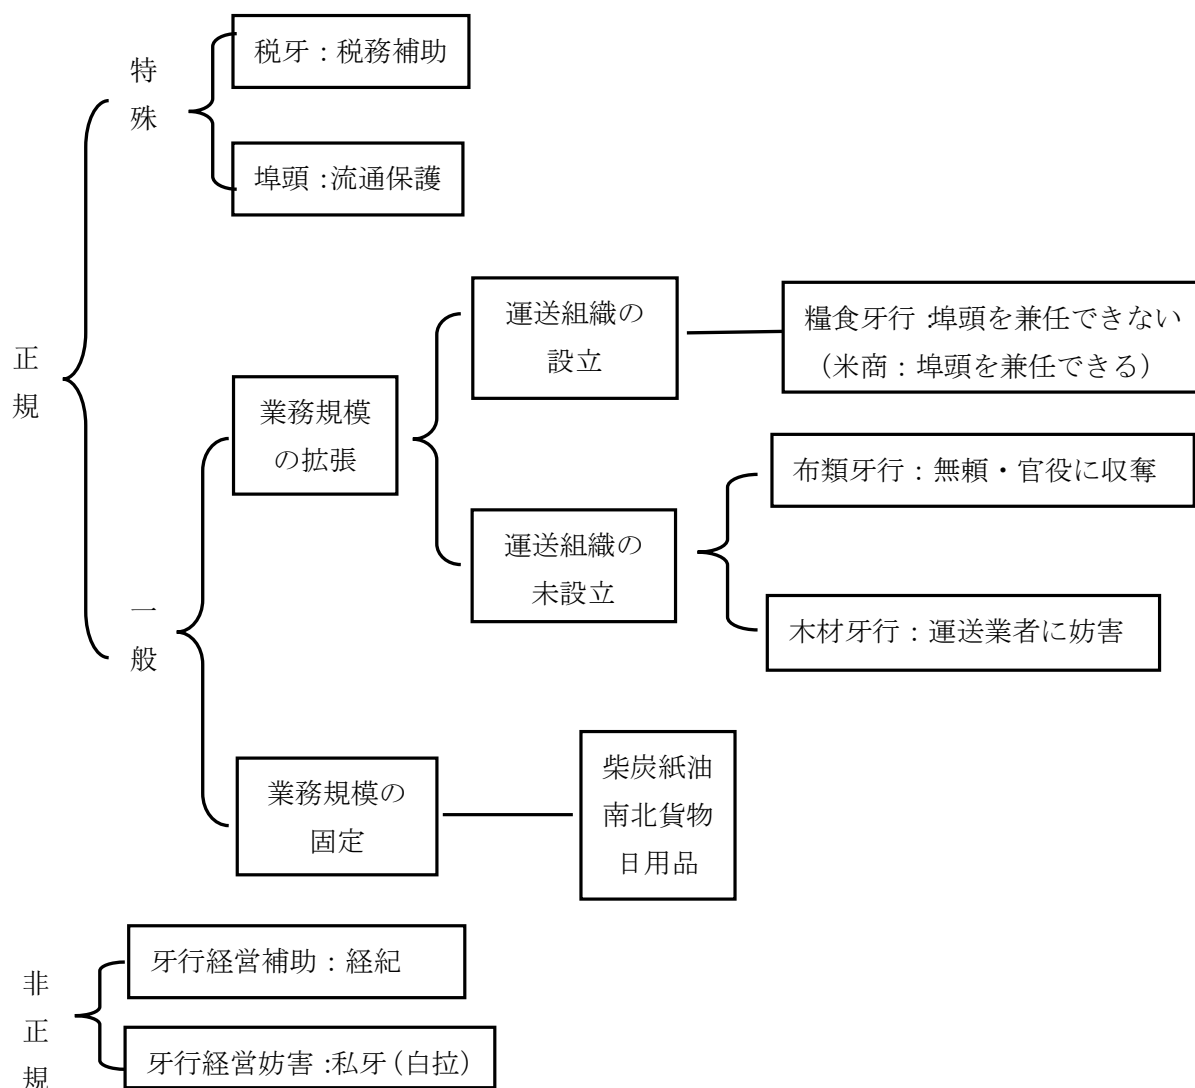 正規
特殊
税牙：税務補助
埠頭：流通保護
一般
業務規模
の拡張
運送組織の
設立
糧食牙行：埠頭を兼任できない
（米商：埠頭を兼任できる）
運送組織の
未設立
布類牙行：無頼・官役に収奪
木材牙行：運送業者に妨害
業務規模の
固定
柴炭紙油
南北貨物
日用品
非正規
牙行経営補助：経紀
牙行経営妨害：私牙（白拉）